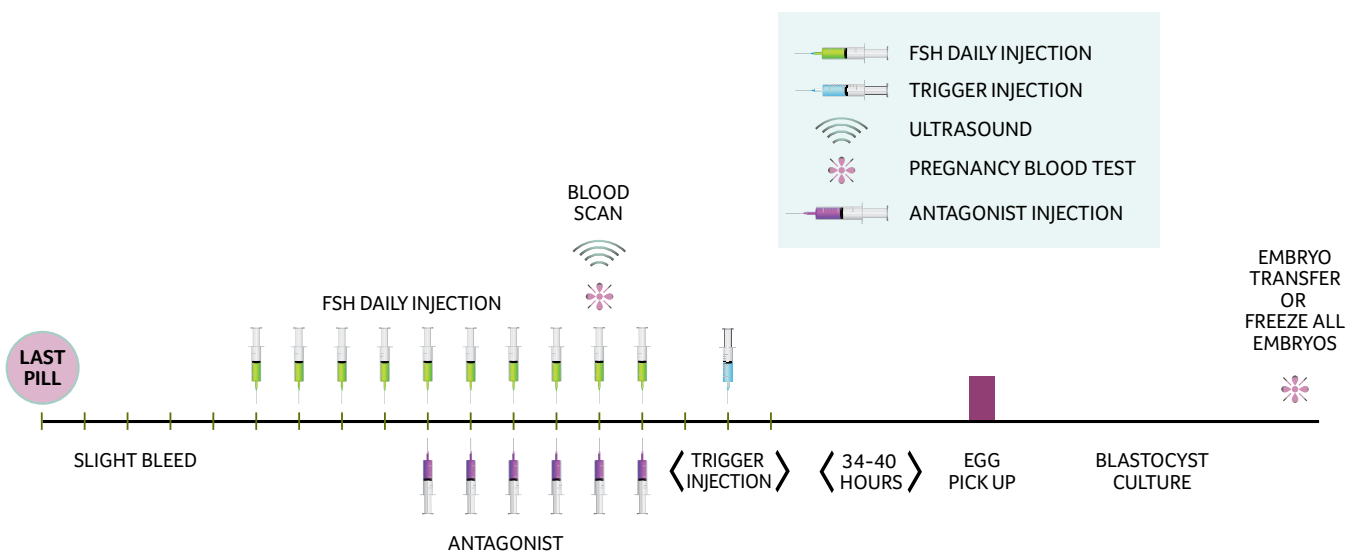 FSH DAILY INJECTION
TRIGGER INJECTION
ULTRASOUND
PREGNANCY BLOOD TEST
ANTAGONIST INJECTION
BLOOD
SCAN
EMBRYO
TRANSFER
OR
FREEZE ALL
EMBRYOS
FSH DAILY INJECTION
LAST
PILL
SLIGHT BLEED
TRIGGER
INJECTION
34-40
HOURS
EGG
PICK UP
BLASTOCYST
CULTURE
ANTAGONIST